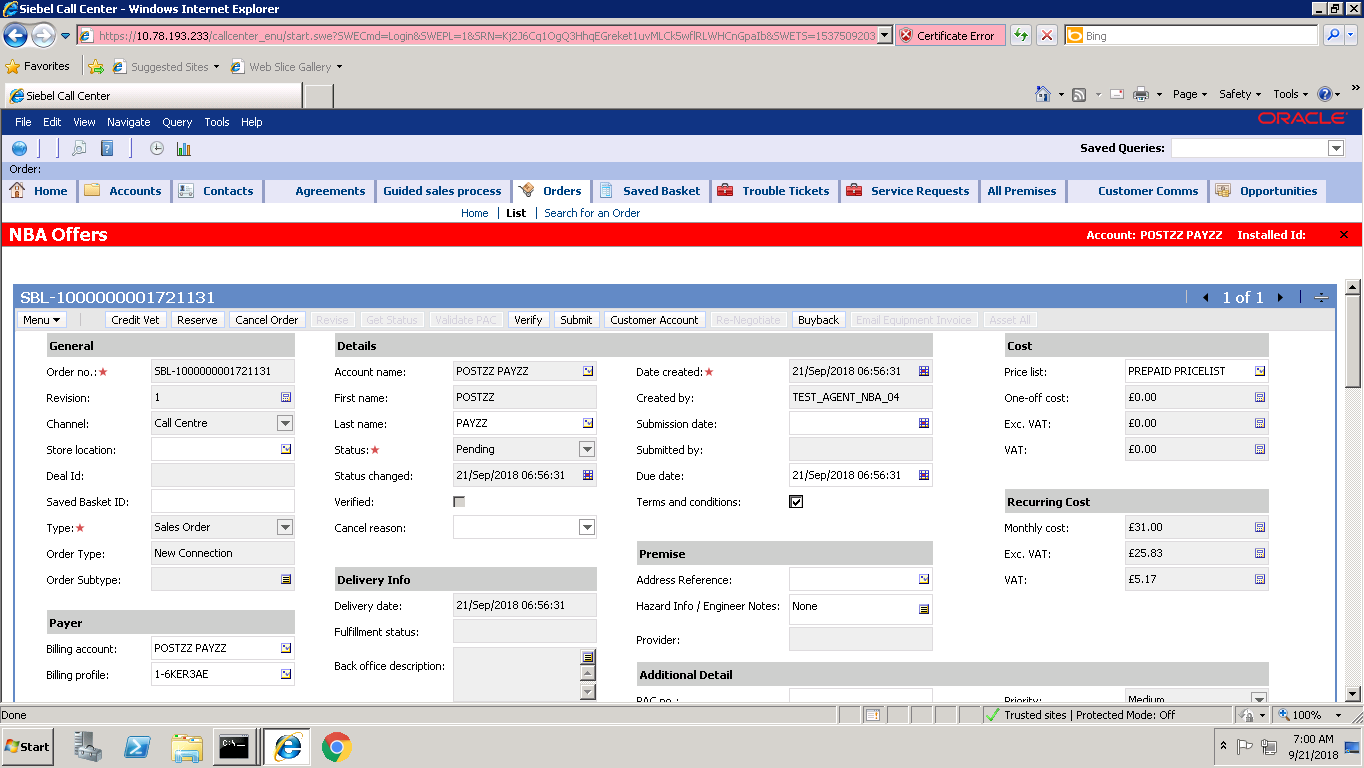 Siebel Call Center - Windows Internet Explorer
https://10.78.193.233/callcenter_enu/start.swe?SWECmd=Login&SWEPL=1&SRN=Kj2J6Cq1OgQ3HhqEGreket1uvMLCk5wflRLWHCnGpaIb&SWETS=1537509203
Certificate Error
Bing
Favorites
Suggested Sites
Web Slice Gallery
Siebel Call Center
Page
Safety
Tools
File Edit View Navigate Query Tools Help
ORACLE
Saved Queries:
Order:
Home Accounts Contacts Agreements Guided sales process Orders Saved Basket Trouble Tickets Service Requests All Premises Customer Comms Opportunities
Home List Search for an Order
NBA Offers
Account: POSTZZ PAYZZ Installed Id:
SBL-1000000001721131
1 of 1
Menu Credit Vet Reserve Cancel Order Revise Get Status Validate PAC Verify Submit Customer Account Re-Negotiate Buyback Email Equipment Invoice Asset All
General
Order no.: SBL-1000000001721131
Revision: 1
Channel: Call Centre
Store location:
Deal Id:
Saved Basket ID:
Type: Sales Order
Order Type: New Connection
Order Subtype:
Payer
Billing account: POSTZZ PAYZZ
Billing profile: 1-6KER3AE
Details
Account name: POSTZZ PAYZZ
First name: POSTZZ
Last name: PAYZZ
Status: Pending
Status changed: 21/Sep/2018 06:56:31
Verified:
Cancel reason:
Delivery Info
Delivery date: 21/Sep/2018 06:56:31
Fulfillment status:
Back office description:
Date created: 21/Sep/2018 06:56:31
Created by: TEST_AGENT_NBA_04
Submission date:
Submitted by:
Due date: 21/Sep/2018 06:56:31
Terms and conditions:
Premise
Address Reference:
Hazard Info / Engineer Notes: None
Provider:
Additional Detail
PAC no.:
Priority: Medium
Cost
Price list: PREPAID PRICELIST
One-off cost: £0.00
Exc. VAT: £0.00
VAT: £0.00
Recurring Cost
Monthly cost: £31.00
Exc. VAT: £25.83
VAT: £5.17
Done
Trusted sites | Protected Mode: Off
100%
Start
C:\
7:00 AM
9/21/2018